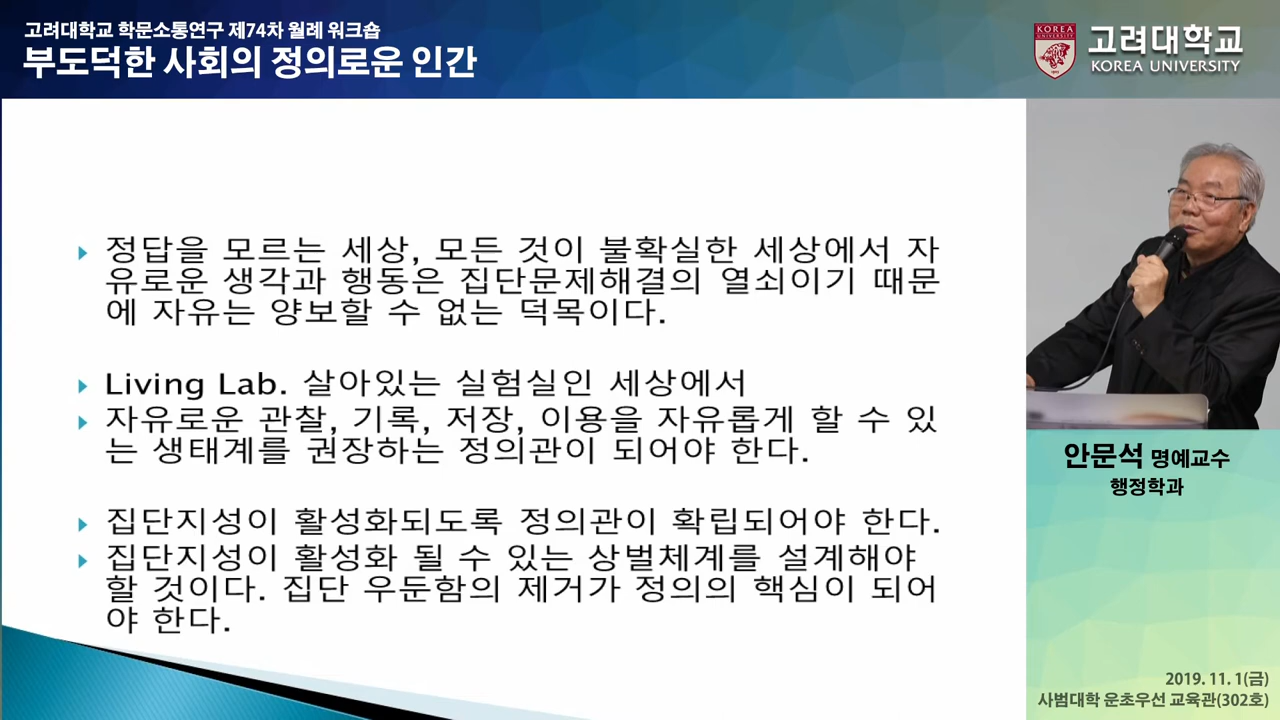 고려대학교 학문소통연구 제74차 월례 워크숍
부도덕한 사회의 정의로운 인간
KOREA
UNIVERSITY
1905
고려대학교
KOREA UNIVERSITY
정답을 모르는 세상, 모든 것이 불확실한 세상에서 자
유로운 생각과 행동은 집단문제해결의 열쇠이기 때문
에 자유는 양보할 수 없는 덕목이다.
Living Lab. 살아있는 실험실인 세상에서
자유로운 관찰, 기록, 저장, 이용을 자유롭게 할 수 있
는 생태계를 권장하는 정의관이 되어야 한다.
집단지성이 활성화되도록 정의관이 확립되어야 한다.
집단지성이 활성화 될 수 있는 상벌체계를 설계해야
할 것이다. 집단 우둔함의 제거가 정의의 핵심이 되어
야 한다.
안문석 명예교수
행정학과
2019. 11. 1(금)
사범대학 운초우선 교육관(302호)